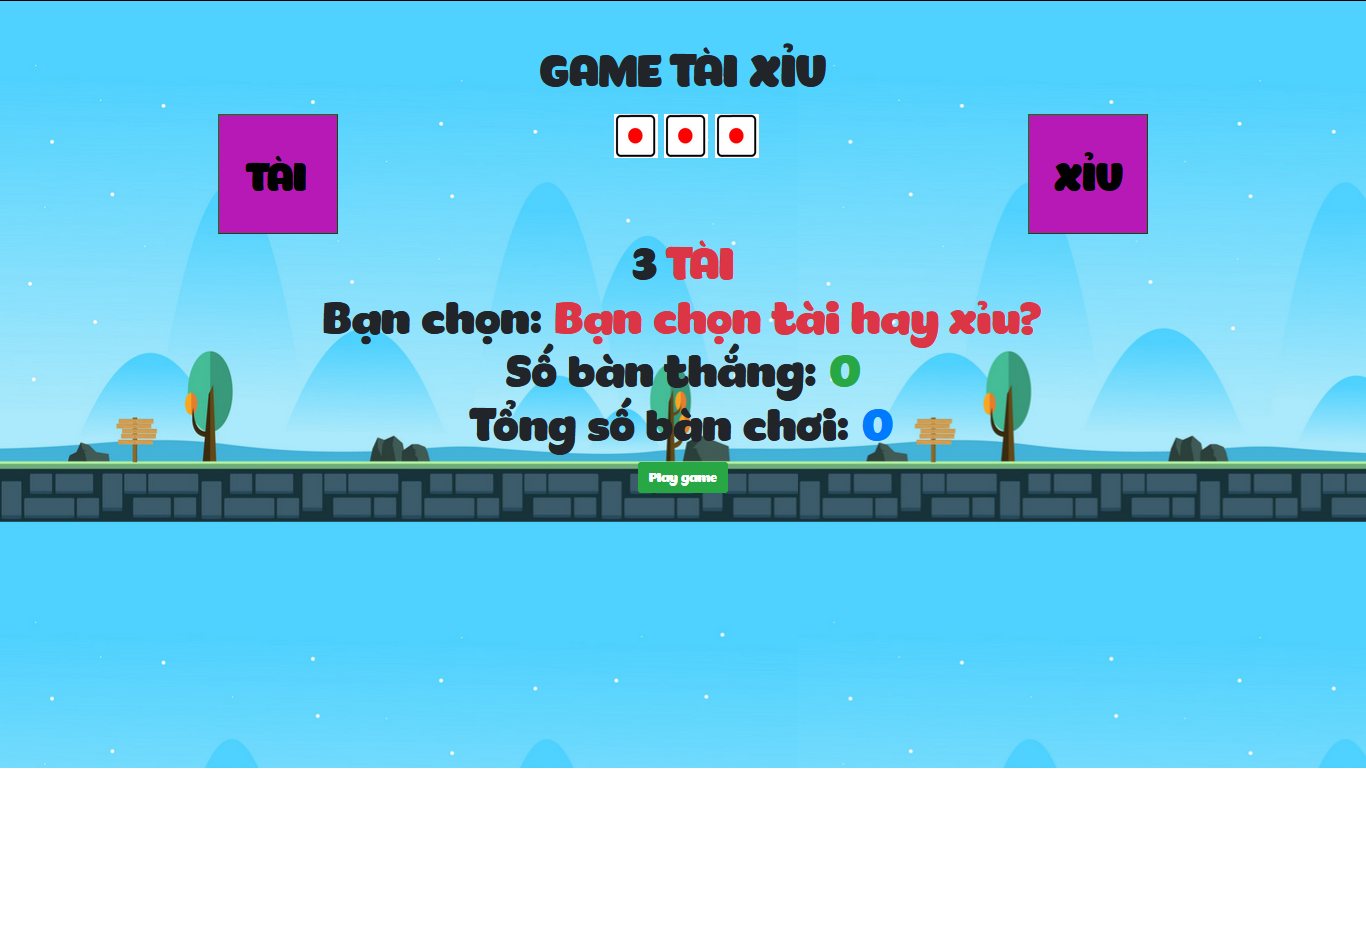 GAME TÀI XỈU
TÀI
XỈU
3 TÀI
Bạn chọn: Bạn chọn tài hay xỉu?
Số bàn thắng: 0
Tổng số bàn chơi: 0
Play game